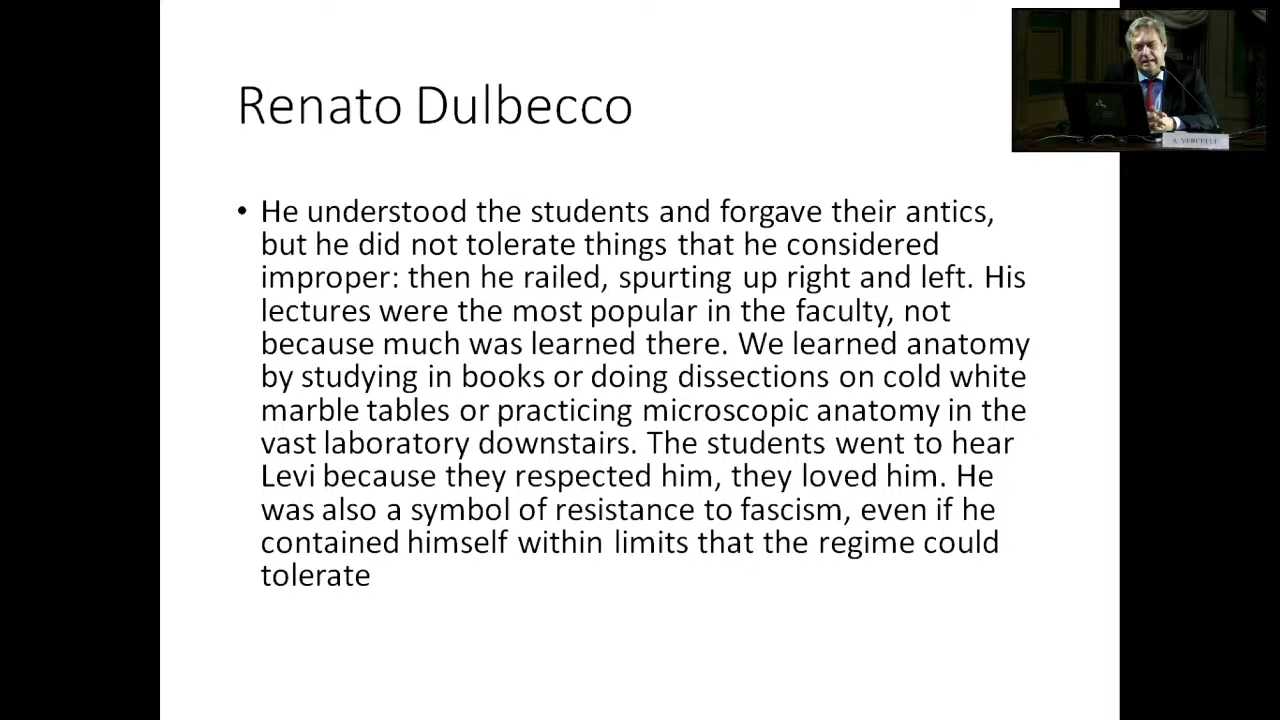 Renato Dulbecco
• He understood the students and forgave their antics,
but he did not tolerate things that he considered
improper: then he railed, spurting up right and left. His
lectures were the most popular in the faculty, not
because much was learned there. We learned anatomy
by studying in books or doing dissections on cold white
marble tables or practicing microscopic anatomy in the
vast laboratory downstairs. The students went to hear
Levi because they respected him, they loved him. He
was also a symbol of resistance to fascism, even if he
contained himself within limits that the regime could
tolerate
A. VERCELLI